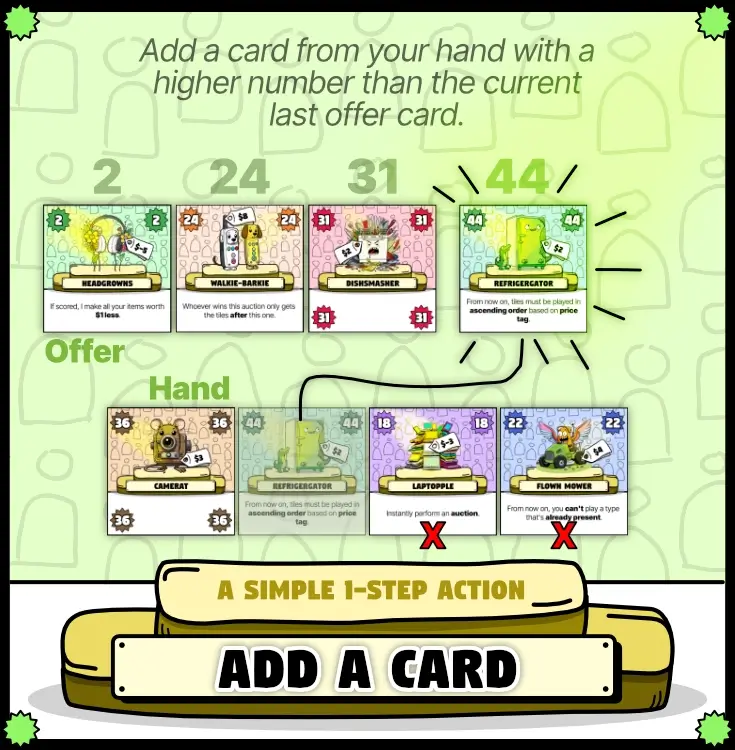 Add a card from your hand with a
higher number than the current
last offer card.
2 24 31 44
2 2
$-5
HEADGROWNS
If scored, I make all your items worth
$1 less.
24 24
$8
WALKIE-BARKIE
Whoever wins this auction only gets
the tiles after this one.
31 31
$2
DISHSMASHER
31 31
44 44
$2
REFRIGERGATOR
From now on, tiles must be played in
ascending order based on price
tag.
Offer
Hand
36 36
$3
CAMERAT
36 36
44 44
$2
REFRIGERGATOR
From now on, tiles must be played in
ascending order based on price
tag.
18 18
$-3
LAPTOPPLE
Instantly perform an auction.
X
22 22
$4
FLOWN MOWER
From now on, you can't play a type
that's already present.
X
A SIMPLE 1-STEP ACTION
ADD A CARD